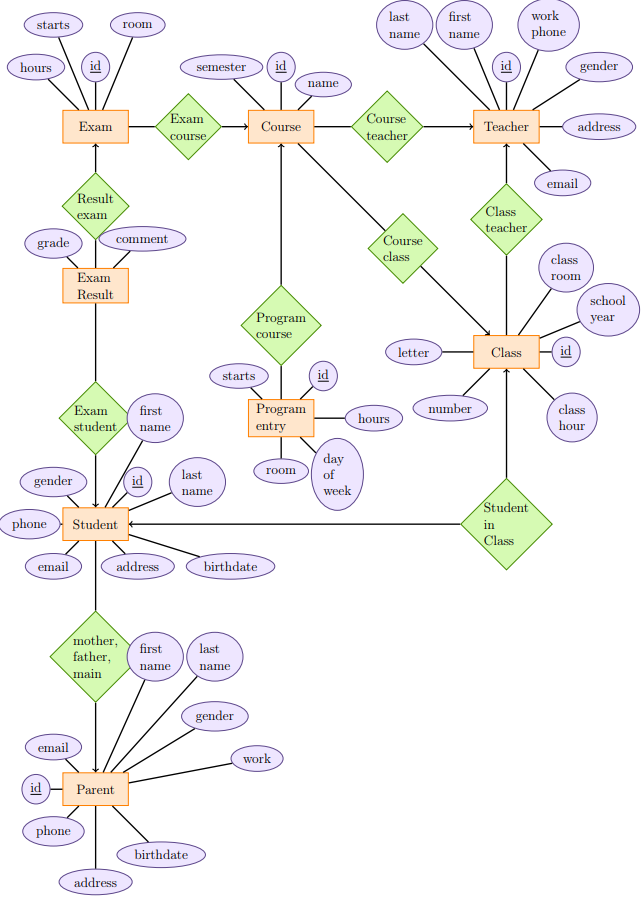 starts
room
last
name
first
name
work
phone
hours
id
semester
id
name
id
gender
Exam
Exam
course
Course
Course
teacher
Teacher
address
email
Result
exam
Class
teacher
grade
comment
Course
class
class
room
Exam
Result
school
year
Program
course
letter
Class
id
starts
id
number
class
hour
Exam
student
first
name
Program
entry
hours
room
day
of
week
gender
id
last
name
phone
Student
Student
in
Class
email
address
birthdate
mother,
father,
main
first
name
last
name
gender
email
work
id
Parent
phone
birthdate
address